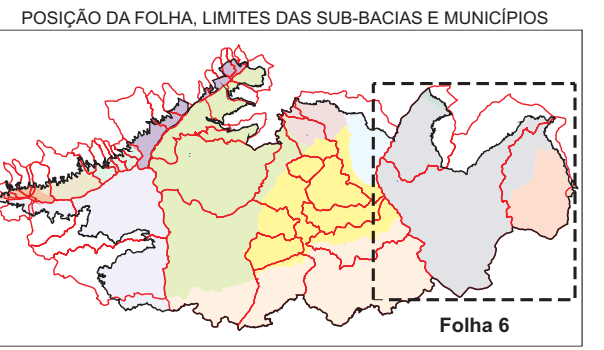 POSIÇÃO DA FOLHA, LIMITES DAS SUB-BACIAS E MUNICÍPIOS
Folha 6